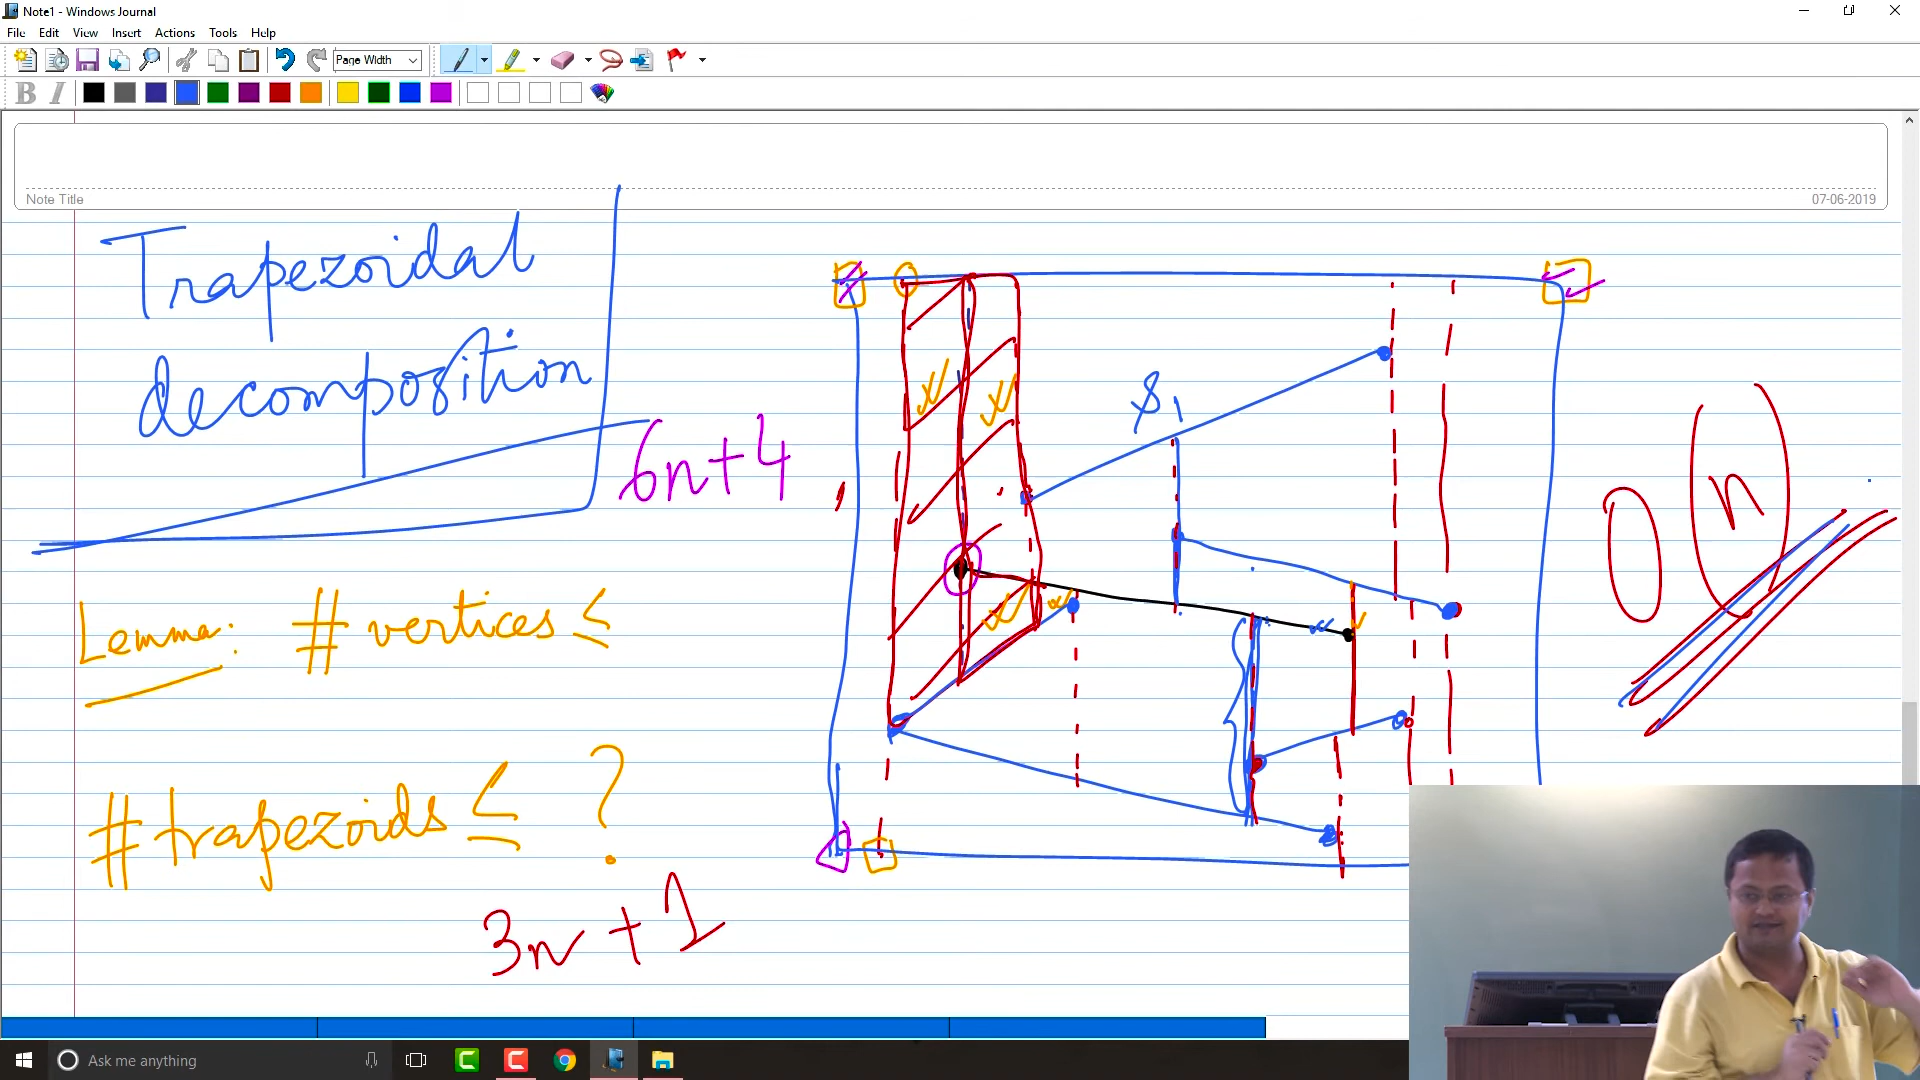 Note1 - Windows Journal
File Edit View Insert Actions Tools Help
Page Width
B I
Note Title
07-06-2019
Trapezoidal
decomposition
6n+4
Lemma: # vertices ≤
# trapezoids ≤ ?
3n + 1
S1
O(n)
Ask me anything